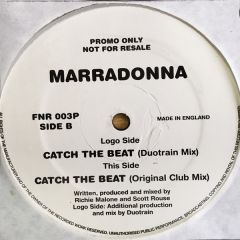 PROMO ONLY
NOT FOR RESALE
MARRADONNA
FNR 003P
SIDE B
MADE IN ENGLAND
Logo Side
CATCH THE BEAT (Duotrain Mix)
This Side
CATCH THE BEAT (Original Club Mix)
Written, produced and mixed by
Richie Malone and Scott Rouse
Logo Side: Additional production
and mix by Duotrain